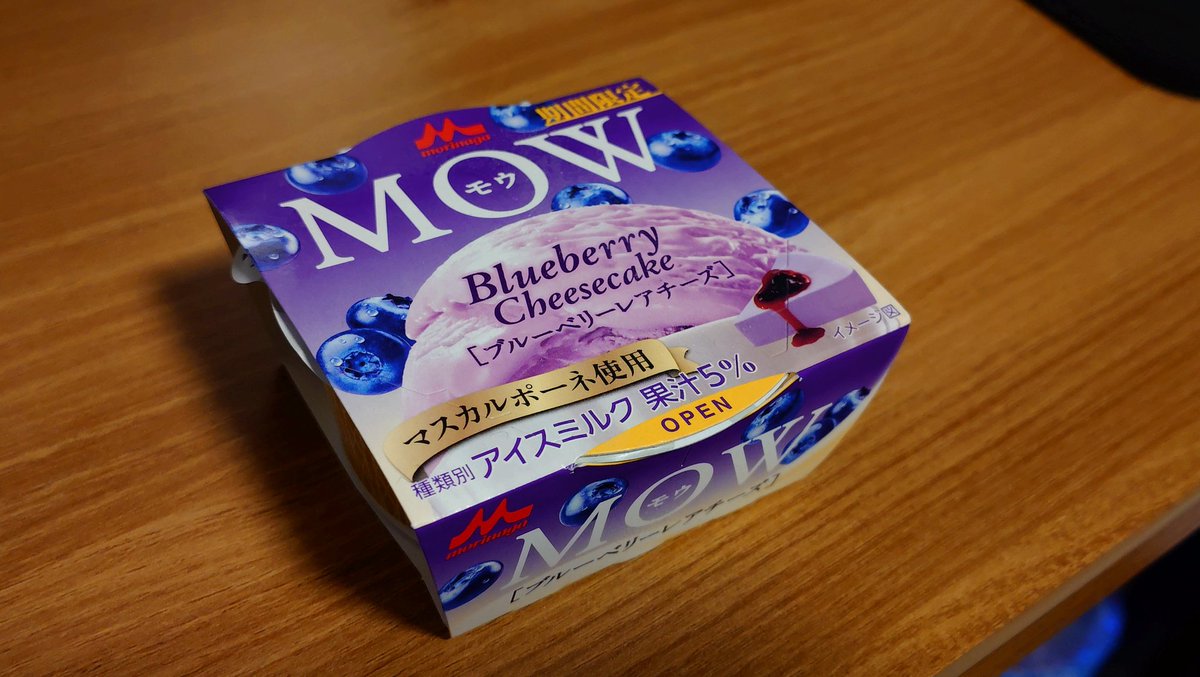 期間限定
morinaga
MOW
モウ
Blueberry
Cheesecake
[ブルーベリーレアチーズ]
イメージ図
マスカルポーネ使用
種類別 アイスミルク 果汁5%
OPEN
morinaga
MOW
モウ
[ブルーベリーレアチーズ]